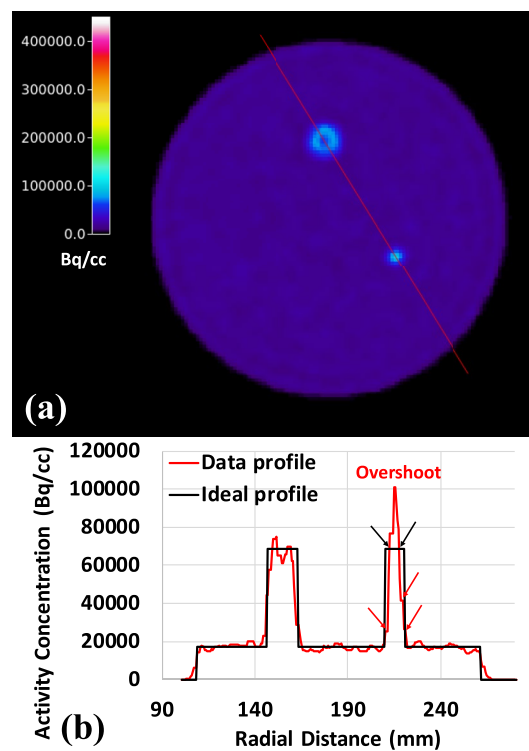 400000.0
300000.0
200000.0
100000.0
0.0
Bq/cc
(a)
120000
100000
80000
60000
40000
20000
0
Activity Concentration (Bq/cc)
Data profile
Ideal profile
Overshoot
90
140
190
240
Radial Distance (mm)
(b)